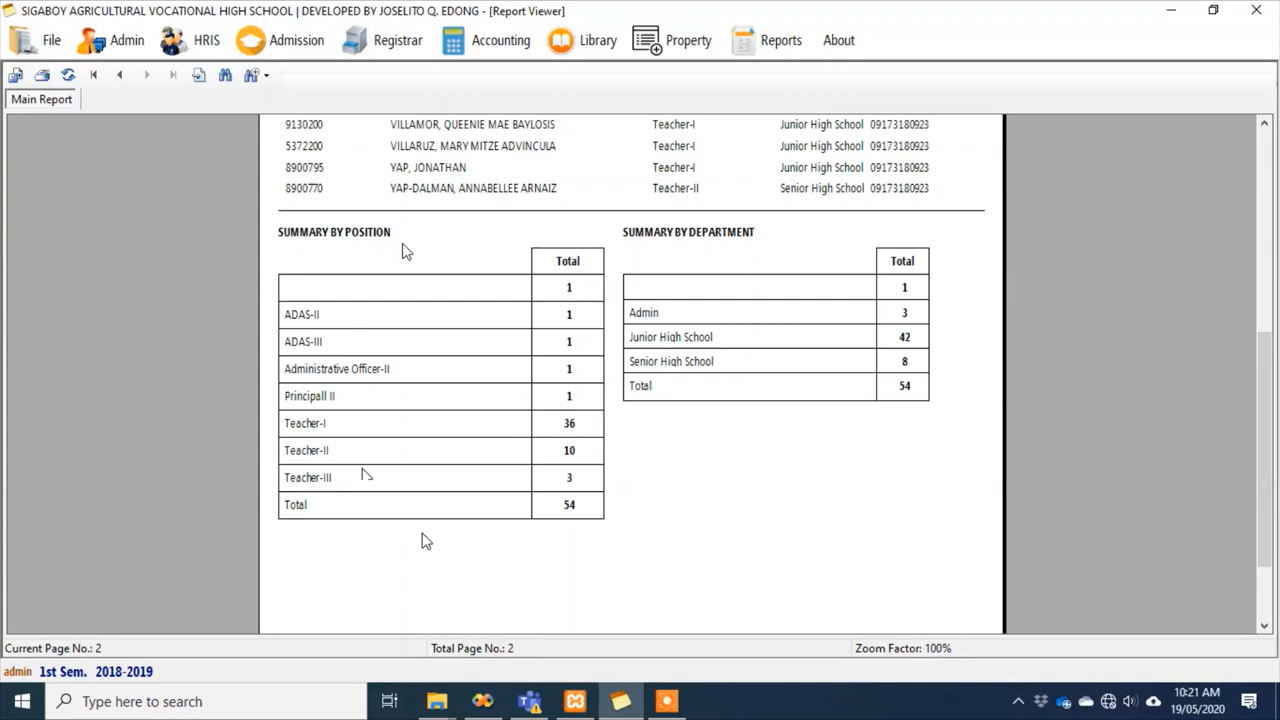 SIGABOY AGRICULTURAL VOCATIONAL HIGH SCHOOL | DEVELOPED BY JOSELITO Q. EDONG - [Report Viewer]
File Admin HRIS Admission Registrar Accounting Library Property Reports About
Main Report
9130200 VILLAMOR, QUEENIE MAE BAYLOSIS Teacher-I Junior High School 09173180923
5372200 VILLARUZ, MARY MITZE ADVINCULA Teacher-I Junior High School 09173180923
8900795 YAP, JONATHAN Teacher-I Junior High School 09173180923
8900770 YAP-DALMAN, ANNABELLEE ARNAIZ Teacher-II Senior High School 09173180923
SUMMARY BY POSITION
Total
1
ADAS-II 1
ADAS-III 1
Administrative Officer-II 1
Principall II 1
Teacher-I 36
Teacher-II 10
Teacher-III 3
Total 54
SUMMARY BY DEPARTMENT
Total
1
Admin 3
Junior High School 42
Senior High School 8
Total 54
Current Page No.: 2 Total Page No.: 2 Zoom Factor: 100%
admin 1st Sem. 2018-2019
Type here to search
10:21 AM
19/05/2020